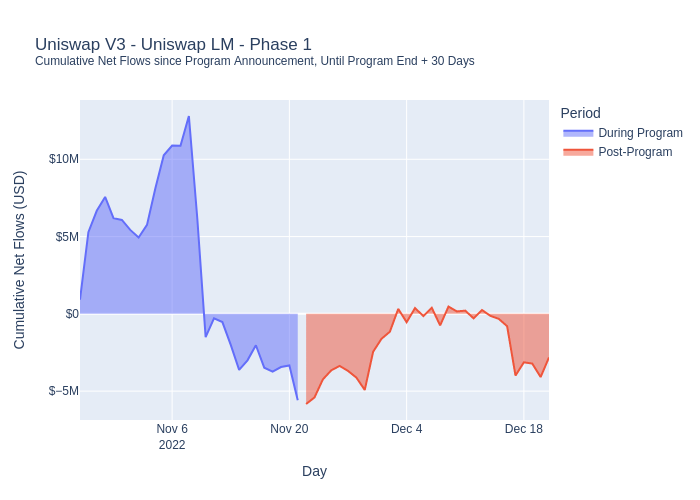 Uniswap V3 - Uniswap LM - Phase 1
Cumulative Net Flows since Program Announcement, Until Program End + 30 Days
Period
During Program
Post-Program
Cumulative Net Flows (USD)
$10M
$5M
$0
$−5M
Nov 6
2022
Nov 20
Dec 4
Dec 18
Day